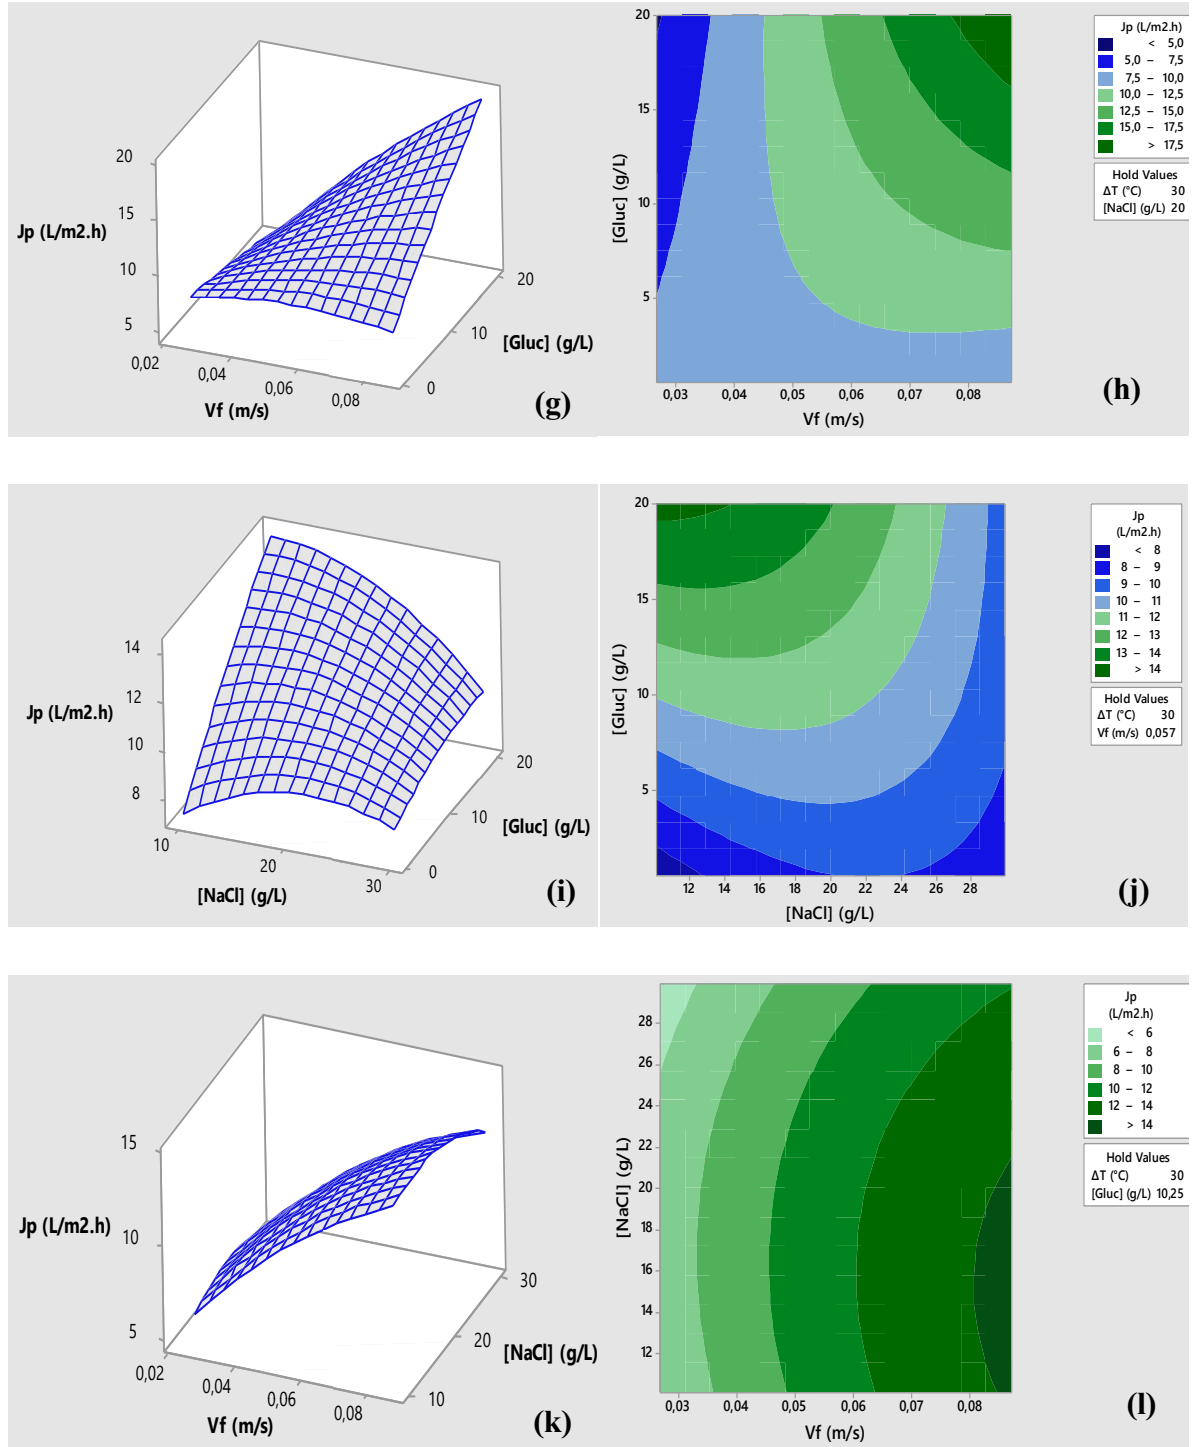 20
15
10
5
Jp (L/m2.h)
0,02
0,04
0,06
0,08
Vf (m/s)
0
10
20
[Gluc] (g/L)
(g)
20
15
10
5
[Gluc] (g/L)
0,03 0,04 0,05 0,06 0,07 0,08
Vf (m/s)
Jp (L/m2.h)
< 5,0
5,0 – 7,5
7,5 – 10,0
10,0 – 12,5
12,5 – 15,0
15,0 – 17,5
> 17,5
Hold Values
ΔT (°C) 30
[NaCl] (g/L) 20
(h)
14
12
10
8
Jp (L/m2.h)
10
20
30
[NaCl] (g/L)
0
10
20
[Gluc] (g/L)
(i)
20
15
10
5
[Gluc] (g/L)
12 14 16 18 20 22 24 26 28
[NaCl] (g/L)
Jp
(L/m2.h)
< 8
8 – 9
9 – 10
10 – 11
11 – 12
12 – 13
13 – 14
> 14
Hold Values
ΔT (°C) 30
Vf (m/s) 0,057
(j)
15
10
5
Jp (L/m2.h)
0,02
0,04
0,06
0,08
Vf (m/s)
10
20
30
[NaCl] (g/L)
(k)
28
26
24
22
20
18
16
14
12
[NaCl] (g/L)
0,03 0,04 0,05 0,06 0,07 0,08
Vf (m/s)
Jp
(L/m2.h)
< 6
6 – 8
8 – 10
10 – 12
12 – 14
> 14
Hold Values
ΔT (°C) 30
[Gluc] (g/L) 10,25
(l)